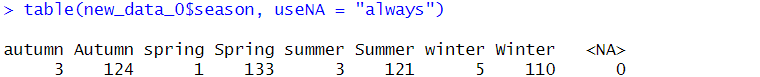 > table(new_data_0$season, useNA = "always")
autumn Autumn spring Spring summer Summer winter Winter <NA>
3 124 1 133 3 121 5 110 0